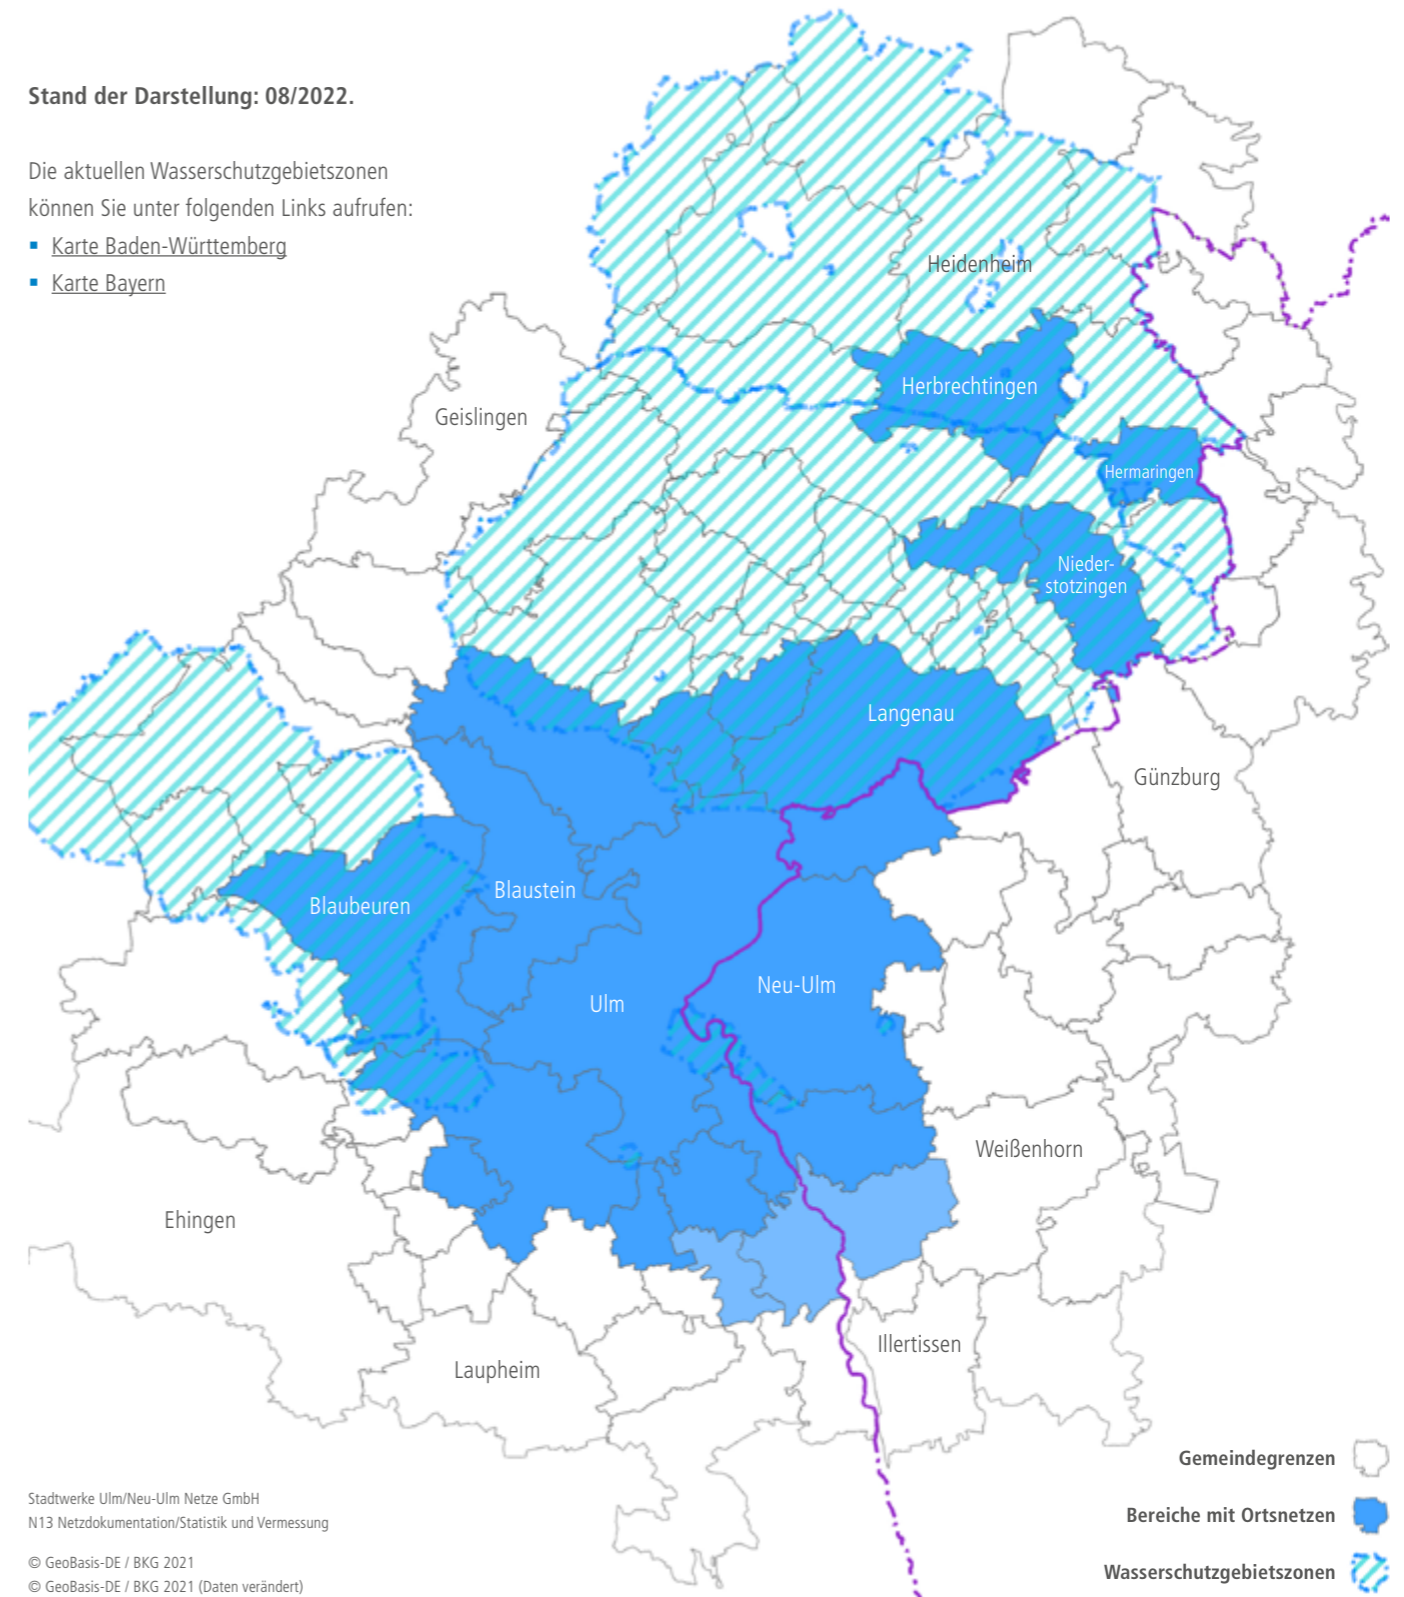 Stand der Darstellung: 08/2022.
Die aktuellen Wasserschutzgebietszonen
können Sie unter folgenden Links aufrufen:
Karte Baden-Württemberg
Karte Bayern
Heidenheim
Herbrechtingen
Geislingen
Hermaringen
Nieder-
stotzingen
Langenau
Günzburg
Blaubeuren
Blaustein
Ulm
Neu-Ulm
Weißenhorn
Ehingen
Illertissen
Laupheim
Gemeindegrenzen
Bereiche mit Ortsnetzen
Wasserschutzgebietszonen
Stadtwerke Ulm/Neu-Ulm Netze GmbH
N13 Netzdokumentation/Statistik und Vermessung
© GeoBasis-DE / BKG 2021
© GeoBasis-DE / BKG 2021 (Daten verändert)